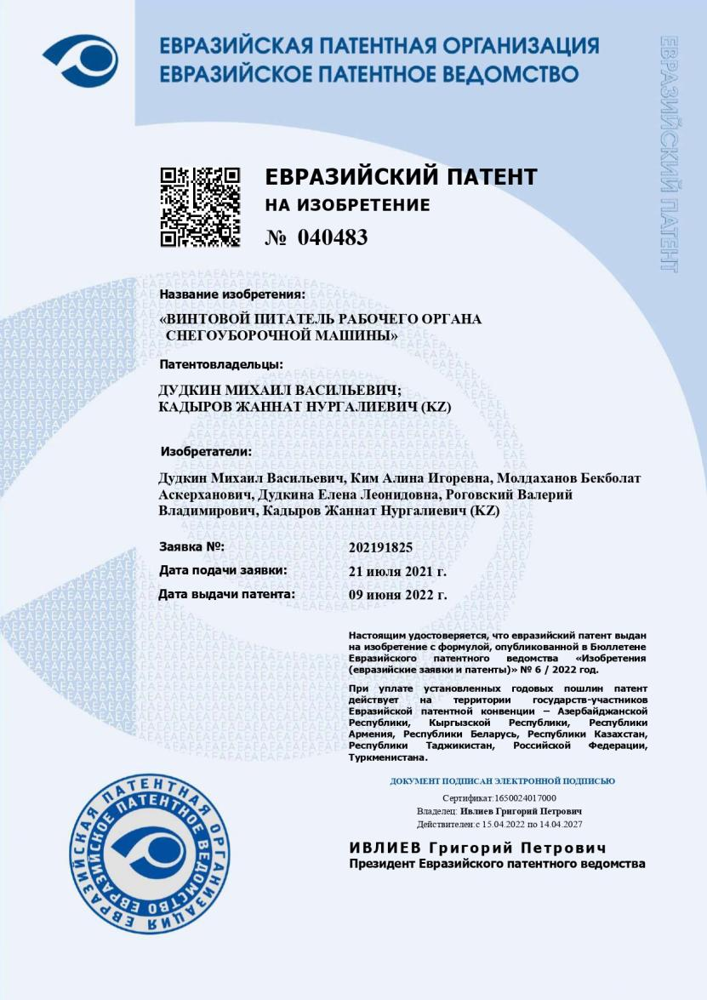 ЕВРАЗИЙСКАЯ ПАТЕНТНАЯ ОРГАНИЗАЦИЯ
ЕВРАЗИЙСКОЕ ПАТЕНТНОЕ ВЕДОМСТВО
ЕВРАЗИЙСКИЙ ПАТЕНТ
ЕВРАЗИЙСКИЙ ПАТЕНТ
НА ИЗОБРЕТЕНИЕ
№ 040483
Название изобретения:
«ВИНТОВОЙ ПИТАТЕЛЬ РАБОЧЕГО ОРГАНА
СНЕГОУБОРОЧНОЙ МАШИНЫ»
Патентовладельцы:
ДУДКИН МИХАИЛ ВАСИЛЬЕВИЧ;
КАДЫРОВ ЖАННАТ НУРГАЛИЕВИЧ (KZ)
Изобретатели:
Дудкин Михаил Васильевич, Ким Алина Игоревна, Молдаханов Бекболат
Аскерханович, Дудкина Елена Леонидовна, Роговский Валерий
Владимирович, Кадыров Жаннат Нургалиевич (KZ)
Заявка №: 202191825
Дата подачи заявки: 21 июля 2021 г.
Дата выдачи патента: 09 июня 2022 г.
Настоящим удостоверяется, что евразийский патент выдан
на изобретение с формулой, опубликованной в Бюллетене
Евразийского патентного ведомства «Изобретения
(евразийские заявки и патенты)» № 6 / 2022 год.
При уплате установленных годовых пошлин патент
действует на территории государств-участников
Евразийской патентной конвенции – Азербайджанской
Республики, Кыргызской Республики, Республики
Армения, Республики Беларусь, Республики Казахстан,
Республики Таджикистан, Российской Федерации,
Туркменистана.
ДОКУМЕНТ ПОДПИСАН ЭЛЕКТРОННОЙ ПОДПИСЬЮ
Сертификат:1650024017000
Владелец: Ивлиев Григорий Петрович
Действителен:с 15.04.2022 по 14.04.2027
ИВЛИЕВ Григорий Петрович
Президент Евразийского патентного ведомства
ЕВРАЗИЙСКАЯ ПАТЕНТНАЯ ОРГАНИЗАЦИЯ
ЕВРАЗИЙСКОЕ ПАТЕНТНОЕ ВЕДОМСТВО